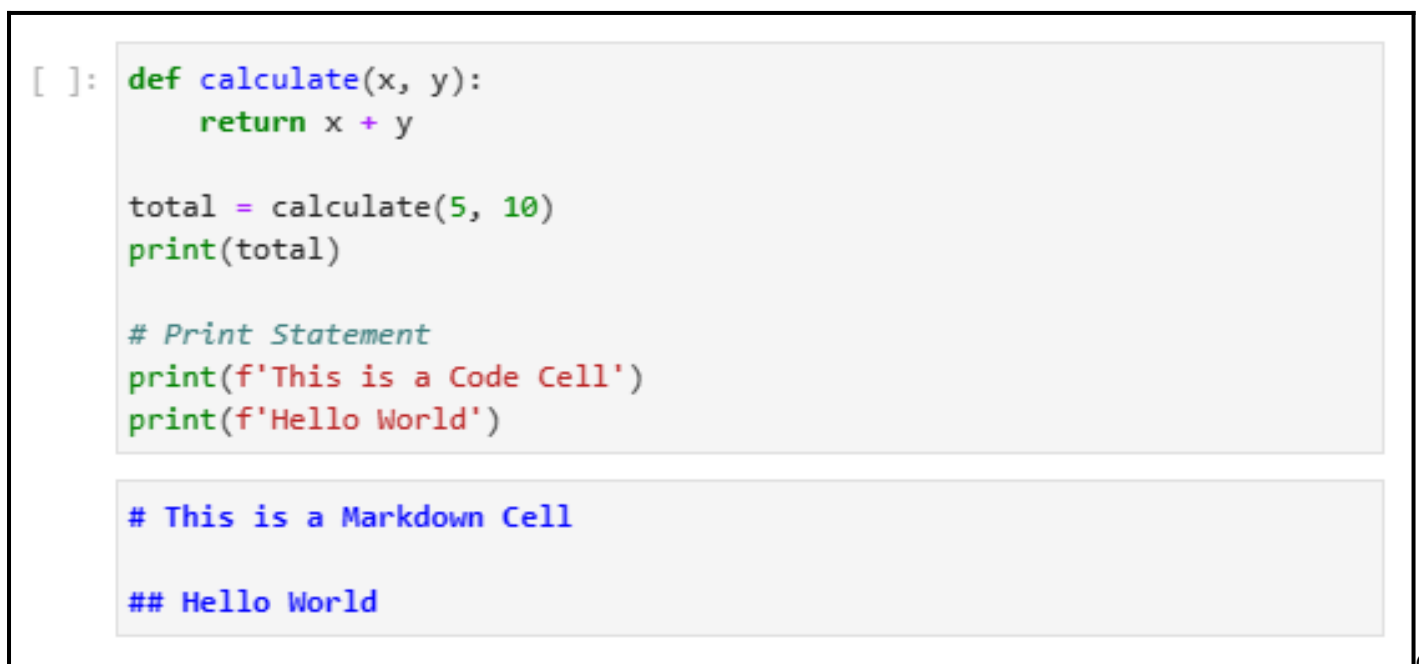 [ ]: def calculate(x, y):
    return x + y
total = calculate(5, 10)
print(total)
# Print Statement
print(f'This is a Code Cell')
print(f'Hello World')
# This is a Markdown Cell
## Hello World